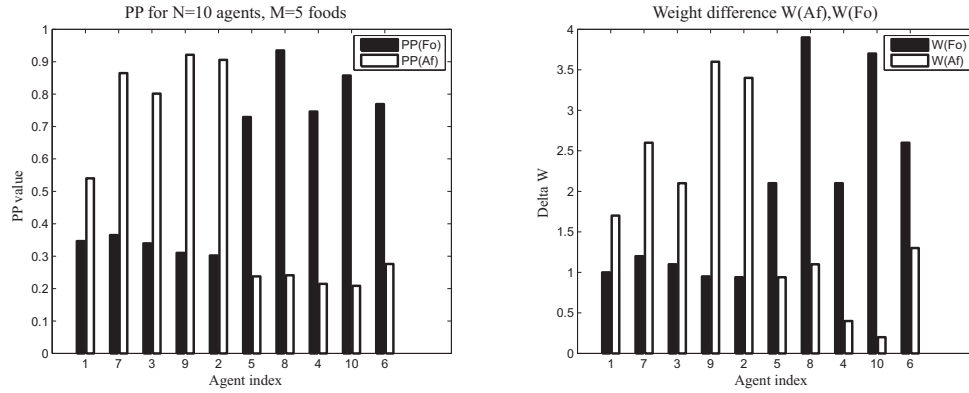 PP for N=10 agents, M=5 foods
1
0.9
0.8
0.7
0.6
0.5
0.4
0.3
0.2
0.1
0
PP value
PP(Fo)
PP(Af)
1 7 3 9 2 5 8 4 10 6
Agent index
Weight difference W(Af),W(Fo)
4
3.5
3
2.5
2
1.5
1
0.5
0
Delta W
W(Fo)
W(Af)
1 7 3 9 2 5 8 4 10 6
Agent index